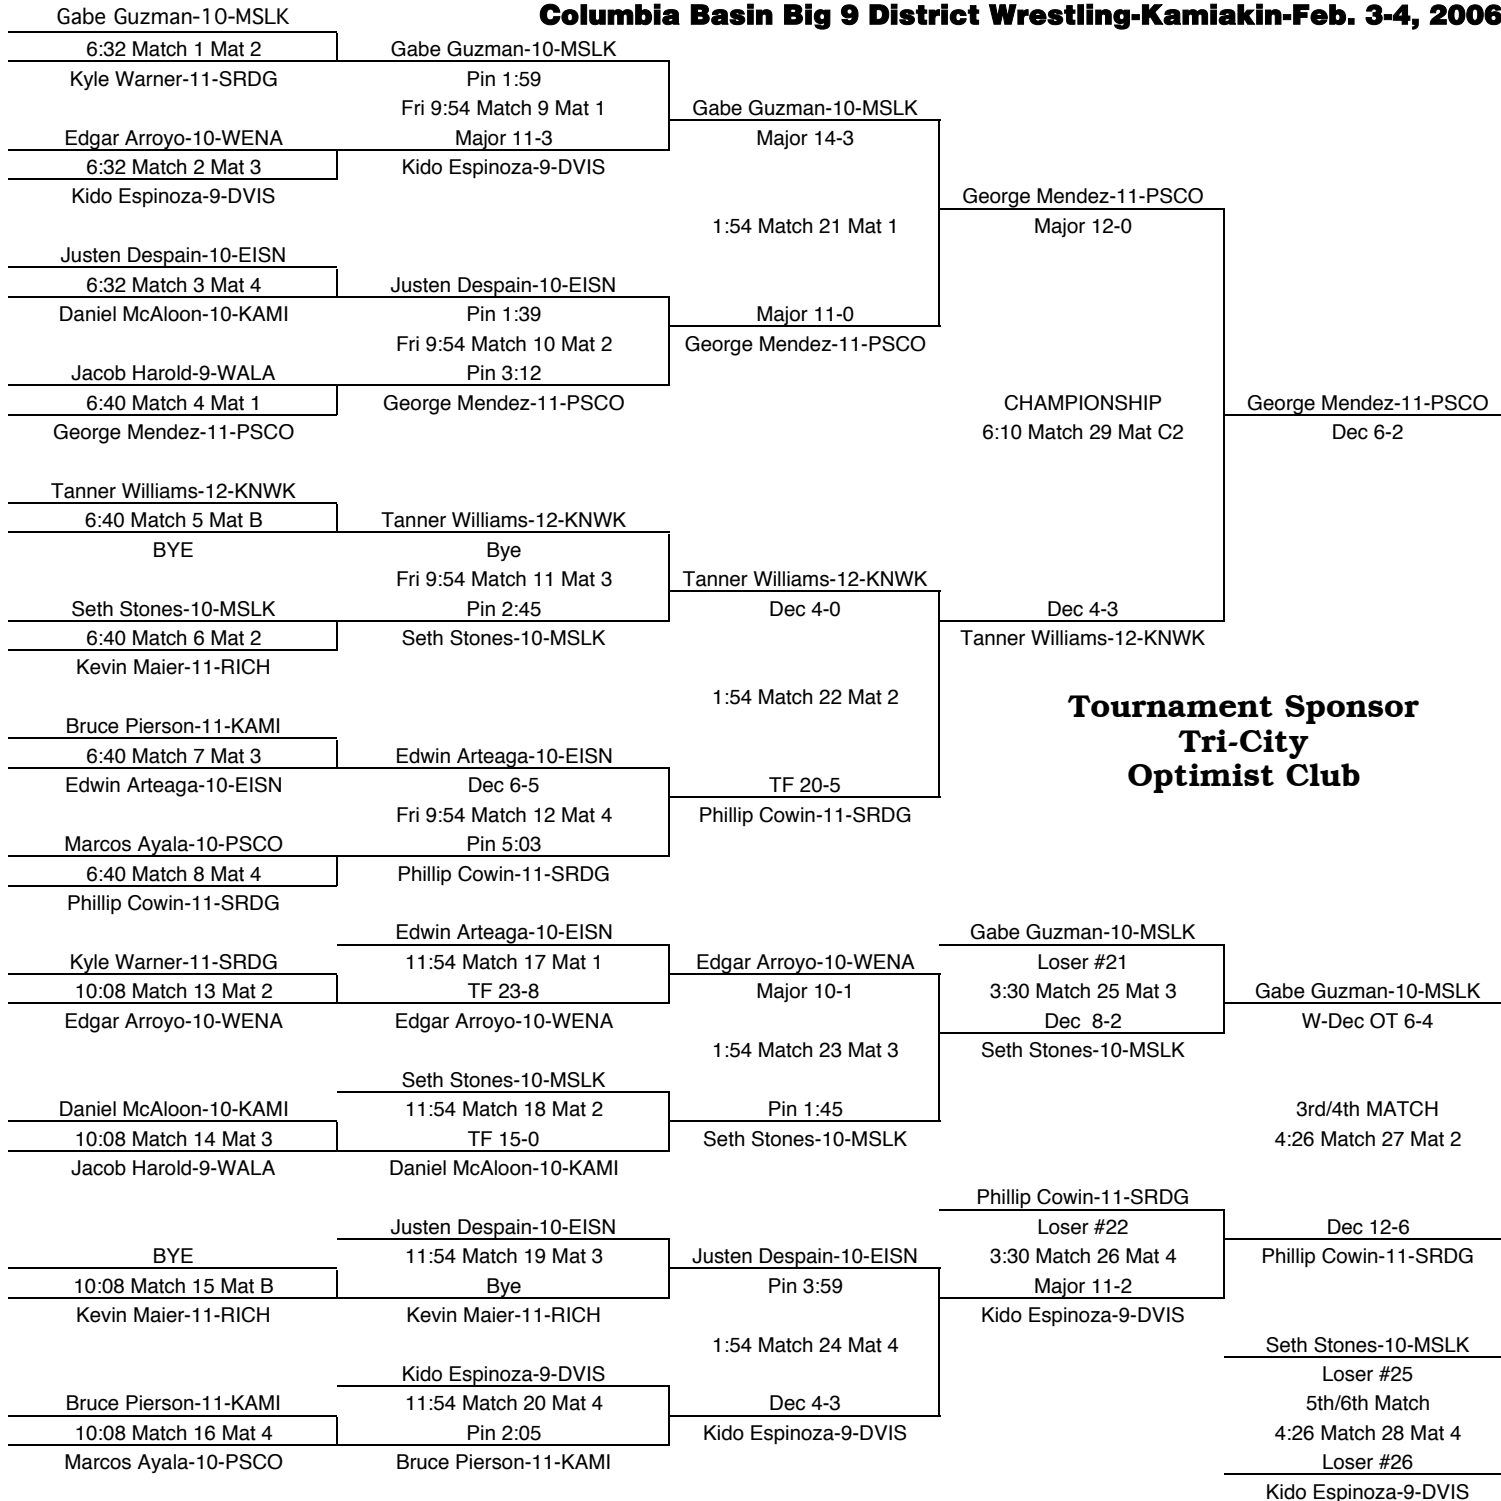 Columbia Basin Big 9 District Wrestling-Kamiakin-Feb. 3-4, 2006
Gabe Guzman-10-MSLK
6:32 Match 1 Mat 2
Kyle Warner-11-SRDG
Edgar Arroyo-10-WENA
6:32 Match 2 Mat 3
Kido Espinoza-9-DVIS
Justen Despain-10-EISN
6:32 Match 3 Mat 4
Daniel McAloon-10-KAMI
Jacob Harold-9-WALA
6:40 Match 4 Mat 1
George Mendez-11-PSCO
Tanner Williams-12-KNWK
6:40 Match 5 Mat B
BYE
Seth Stones-10-MSLK
6:40 Match 6 Mat 2
Kevin Maier-11-RICH
Bruce Pierson-11-KAMI
6:40 Match 7 Mat 3
Edwin Arteaga-10-EISN
Marcos Ayala-10-PSCO
6:40 Match 8 Mat 4
Phillip Cowin-11-SRDG
Gabe Guzman-10-MSLK
Pin 1:59
Fri 9:54 Match 9 Mat 1
Major 11-3
Kido Espinoza-9-DVIS
Justen Despain-10-EISN
Pin 1:39
Fri 9:54 Match 10 Mat 2
Pin 3:12
George Mendez-11-PSCO
Tanner Williams-12-KNWK
Bye
Fri 9:54 Match 11 Mat 3
Pin 2:45
Seth Stones-10-MSLK
Edwin Arteaga-10-EISN
Dec 6-5
Fri 9:54 Match 12 Mat 4
Pin 5:03
Phillip Cowin-11-SRDG
Gabe Guzman-10-MSLK
Major 14-3
1:54 Match 21 Mat 1
Major 11-0
George Mendez-11-PSCO
Tanner Williams-12-KNWK
Dec 4-0
1:54 Match 22 Mat 2
TF 20-5
Phillip Cowin-11-SRDG
George Mendez-11-PSCO
Major 12-0
CHAMPIONSHIP
6:10 Match 29 Mat C2
Dec 4-3
Tanner Williams-12-KNWK
George Mendez-11-PSCO
Dec 6-2
Tournament Sponsor
Tri-City
Optimist Club
Kyle Warner-11-SRDG
10:08 Match 13 Mat 2
Edgar Arroyo-10-WENA
Daniel McAloon-10-KAMI
10:08 Match 14 Mat 3
Jacob Harold-9-WALA
BYE
10:08 Match 15 Mat B
Kevin Maier-11-RICH
Bruce Pierson-11-KAMI
10:08 Match 16 Mat 4
Marcos Ayala-10-PSCO
Edwin Arteaga-10-EISN
11:54 Match 17 Mat 1
TF 23-8
Edgar Arroyo-10-WENA
Seth Stones-10-MSLK
11:54 Match 18 Mat 2
TF 15-0
Daniel McAloon-10-KAMI
Justen Despain-10-EISN
11:54 Match 19 Mat 3
Bye
Kevin Maier-11-RICH
Kido Espinoza-9-DVIS
11:54 Match 20 Mat 4
Pin 2:05
Bruce Pierson-11-KAMI
Edgar Arroyo-10-WENA
Major 10-1
1:54 Match 23 Mat 3
Pin 1:45
Seth Stones-10-MSLK
Justen Despain-10-EISN
Pin 3:59
1:54 Match 24 Mat 4
Dec 4-3
Kido Espinoza-9-DVIS
Gabe Guzman-10-MSLK
Loser #21
3:30 Match 25 Mat 3
Dec 8-2
Seth Stones-10-MSLK
Phillip Cowin-11-SRDG
Loser #22
3:30 Match 26 Mat 4
Major 11-2
Kido Espinoza-9-DVIS
Gabe Guzman-10-MSLK
W-Dec OT 6-4
3rd/4th MATCH
4:26 Match 27 Mat 2
Dec 12-6
Phillip Cowin-11-SRDG
Seth Stones-10-MSLK
Loser #25
5th/6th Match
4:26 Match 28 Mat 4
Loser #26
Kido Espinoza-9-DVIS